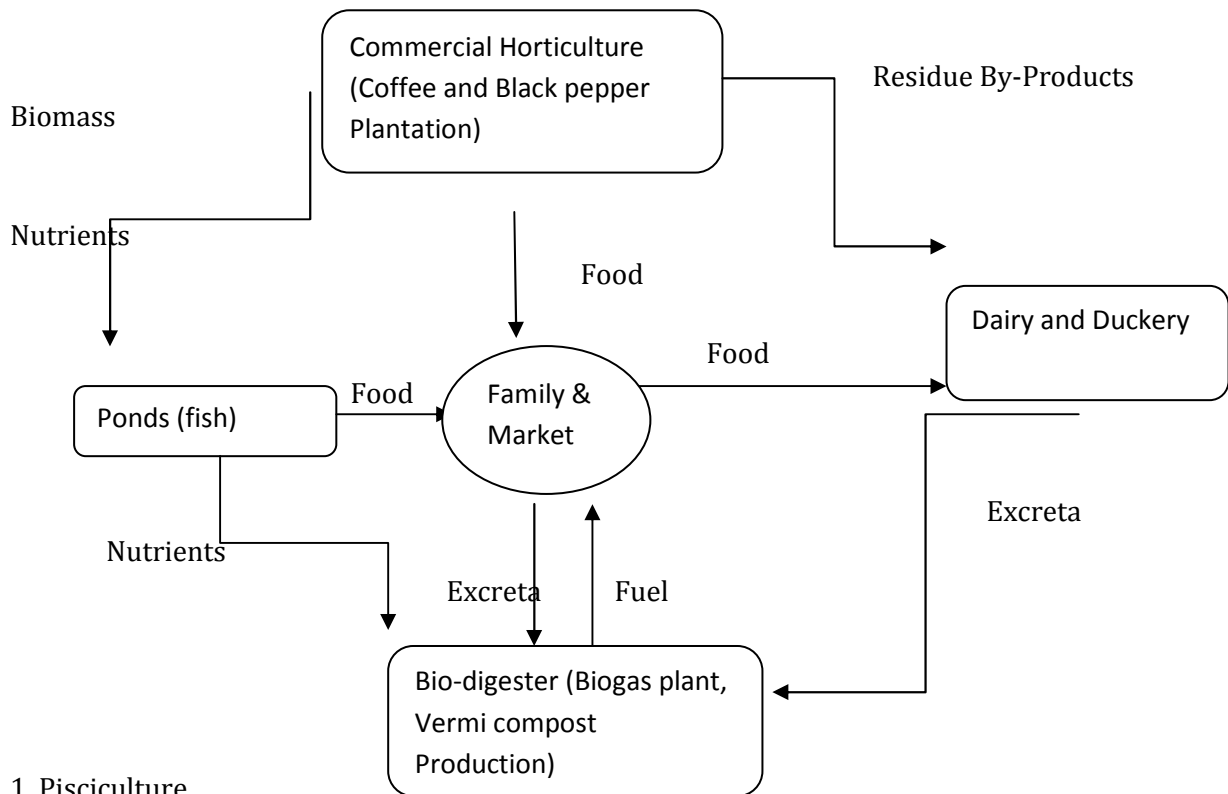 Commercial Horticulture
(Coffee and Black pepper
Plantation)
Residue By-Products
Biomass
Nutrients
Food
Dairy and Duckery
Food
Food
Family &
Market
Ponds (fish)
Excreta
Nutrients
Excreta
Fuel
Bio-digester (Biogas plant,
Vermi compost
Production)
1. Pisciculture